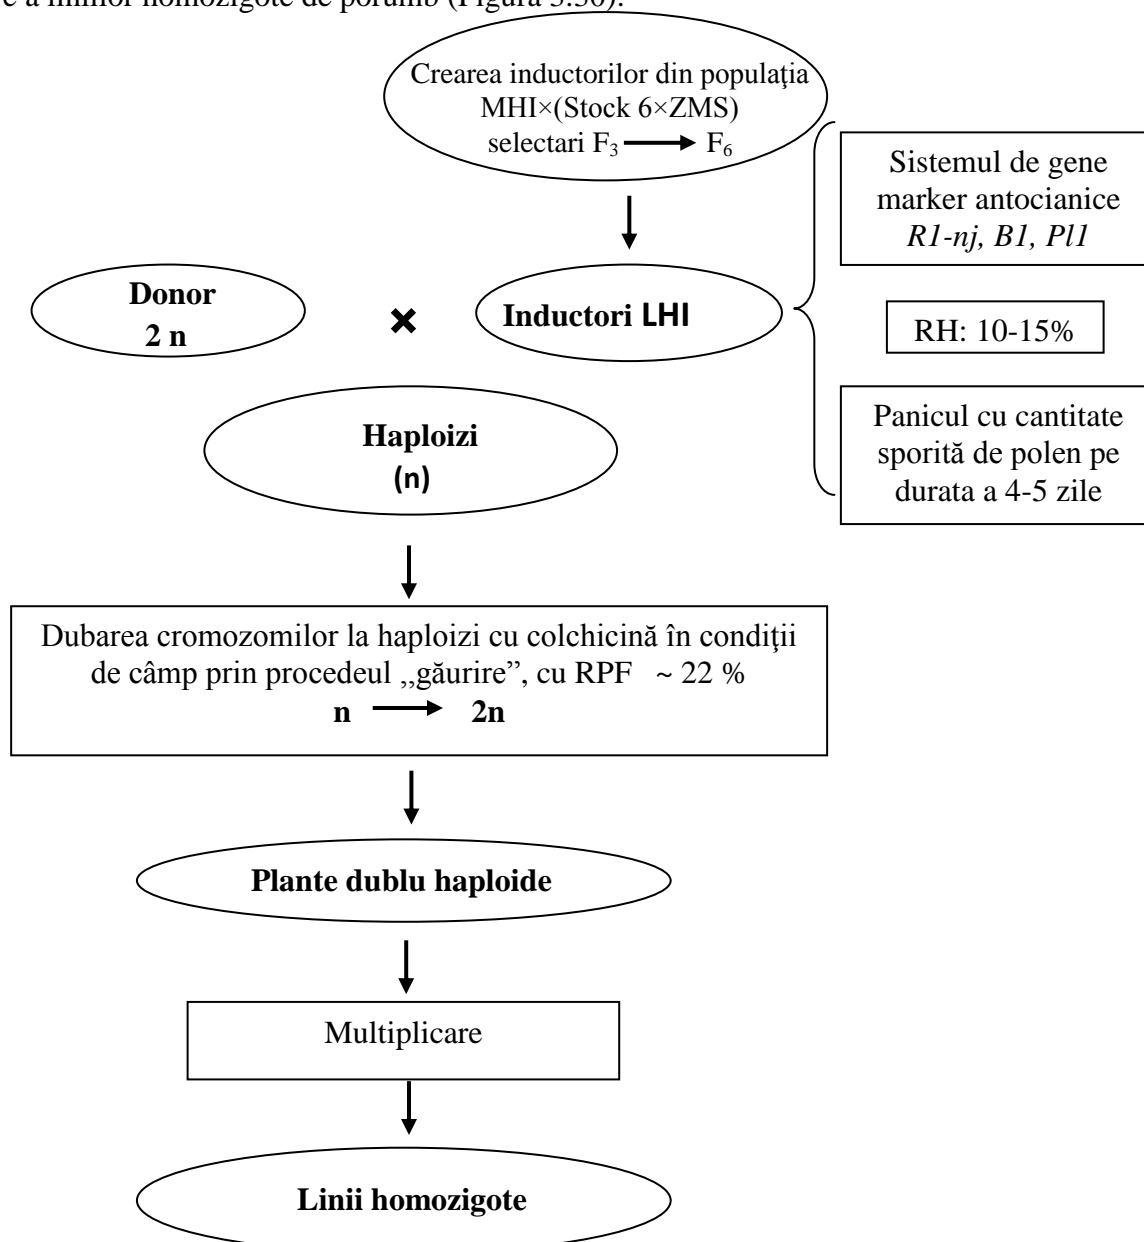 a liniilor homozigote de porumb (Figura 3.30).
Crearea inductorilor din populaţia
MHI×(Stock 6×ZMS)
selectari F₃ → F₆
Sistemul de gene
marker antocianice
R1-nj, B1, Pl1
Donor
2 n
×
Inductori LHI
RH: 10-15%
Haploizi
(n)
Panicul cu cantitate
sporită de polen pe
durata a 4-5 zile
Dubarea cromozomilor la haploizi cu colchicină în condiţii
de câmp prin procedeul ,,găurire”, cu RPF ~ 22 %
n → 2n
Plante dublu haploide
Multiplicare
Linii homozigote